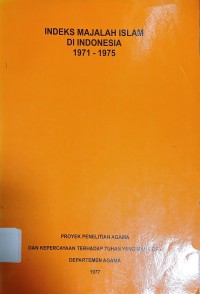 INDEKS MAJALAH ISLAM
DI INDONESIA
1971 - 1975
PROYEK PENELITIAN AGAMA
DAN KEPERCAYAAN TERHADAP TUHAN YANG
DEPARTEMEN AGAMA
1977